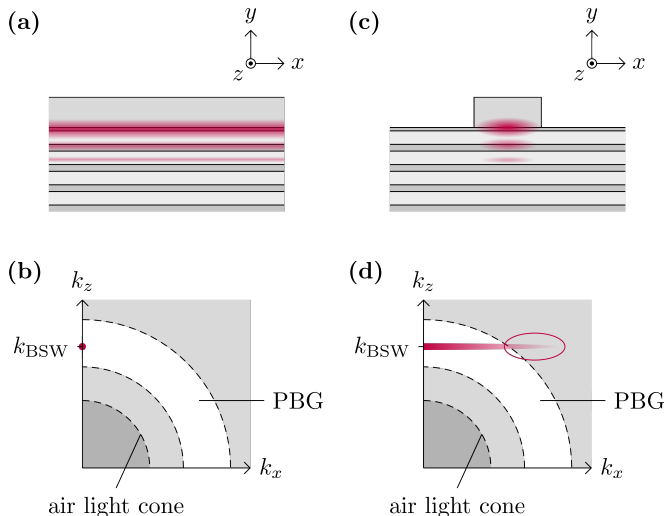 (a)
y
z
x
(c)
y
z
x
(b)
k_z
k_BSW
PBG
k_x
air light cone
(d)
k_z
k_BSW
PBG
k_x
air light cone